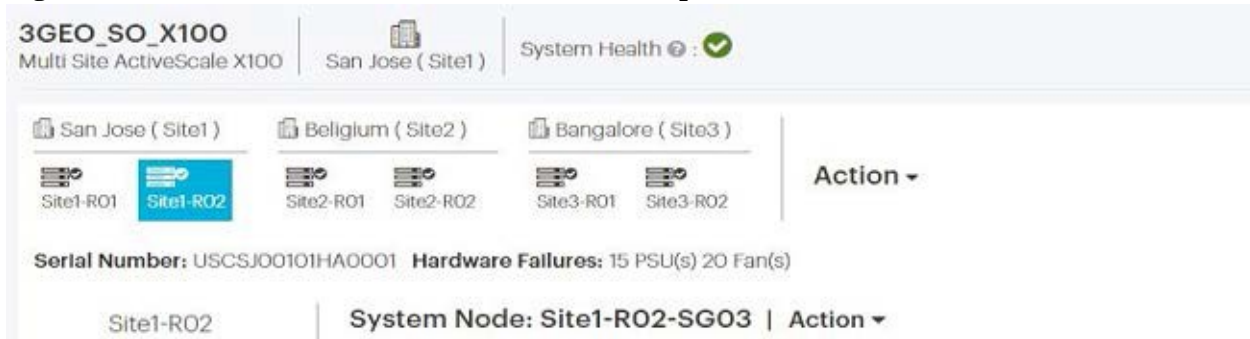 3GEO_SO_X100
Multi Site ActiveScale X100
San Jose ( Site1 )
System Health :
San Jose ( Site1 )
Beligium ( Site2 )
Bangalore ( Site3 )
Site1-R01
Site1-R02
Site2-R01
Site2-R02
Site3-R01
Site3-R02
Action
Serial Number: USCSJ00101HA0001 Hardware Failures: 15 PSU(s) 20 Fan(s)
Site1-R02
System Node: Site1-R02-SG03 | Action